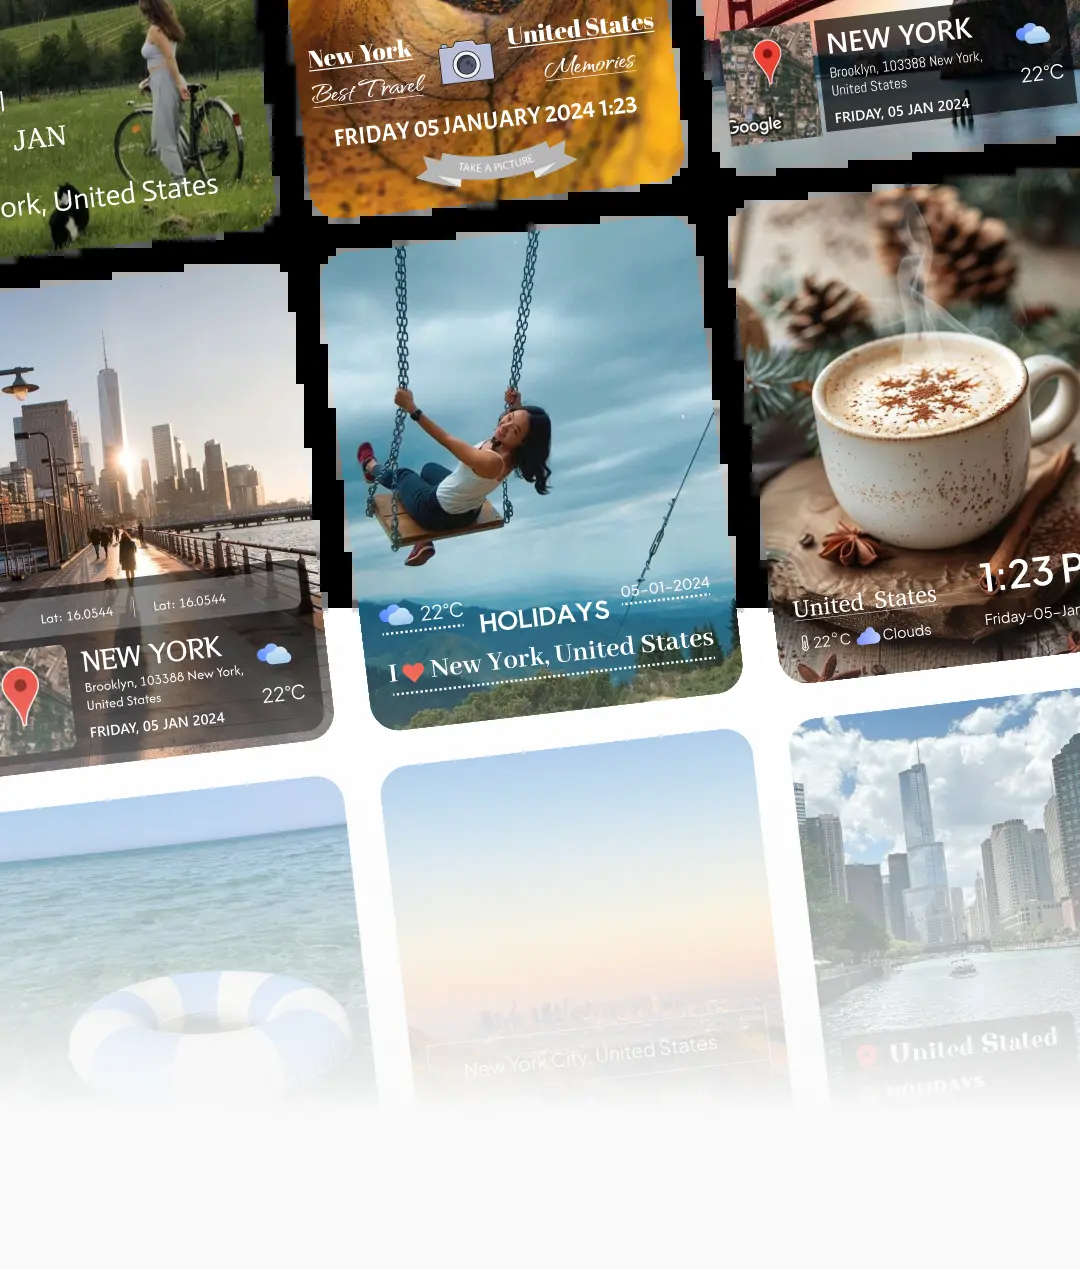 JAN
ork, United States
New York
United States
Best Travel
Memories
FRIDAY 05 JANUARY 2024 1:23
TAKE A PICTURE
Google
NEW YORK
Brooklyn, 103388 New York,
United States
FRIDAY, 05 JAN 2024
22°C
Lat: 16.0544
Lat: 16.0544
NEW YORK
Brooklyn, 103388 New York,
United States
FRIDAY, 05 JAN 2024
22°C
22°C
HOLIDAYS
05-01-2024
I ❤ New York, United States
1:23 P
United States
Friday-05-Jan
22°C
Clouds
New York City, United States
United Stated
HOLIDAYS